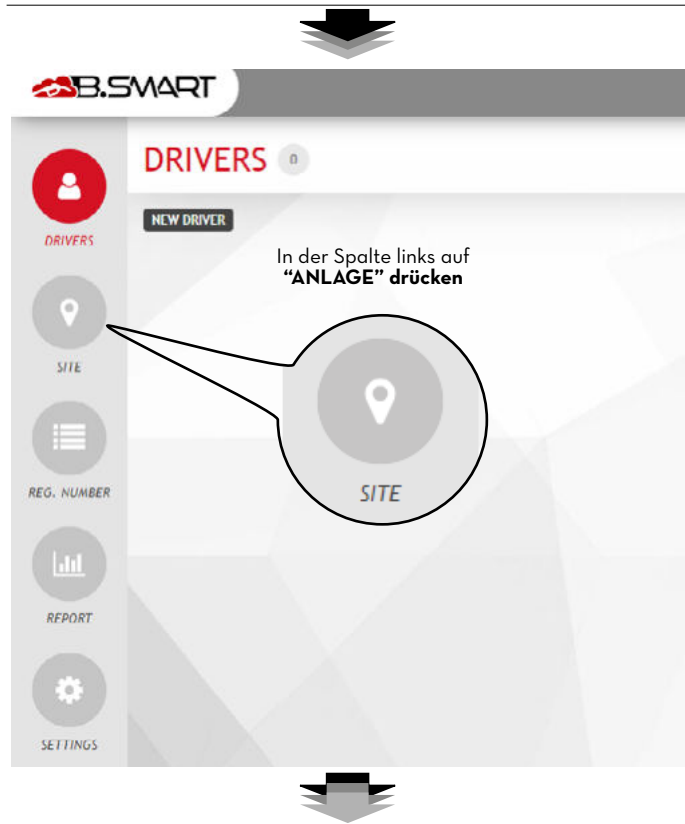 B.SMART
DRIVERS 0
NEW DRIVER
DRIVERS
In der Spalte links auf
“ANLAGE” drücken
SITE
SITE
REG. NUMBER
REPORT
SETTINGS